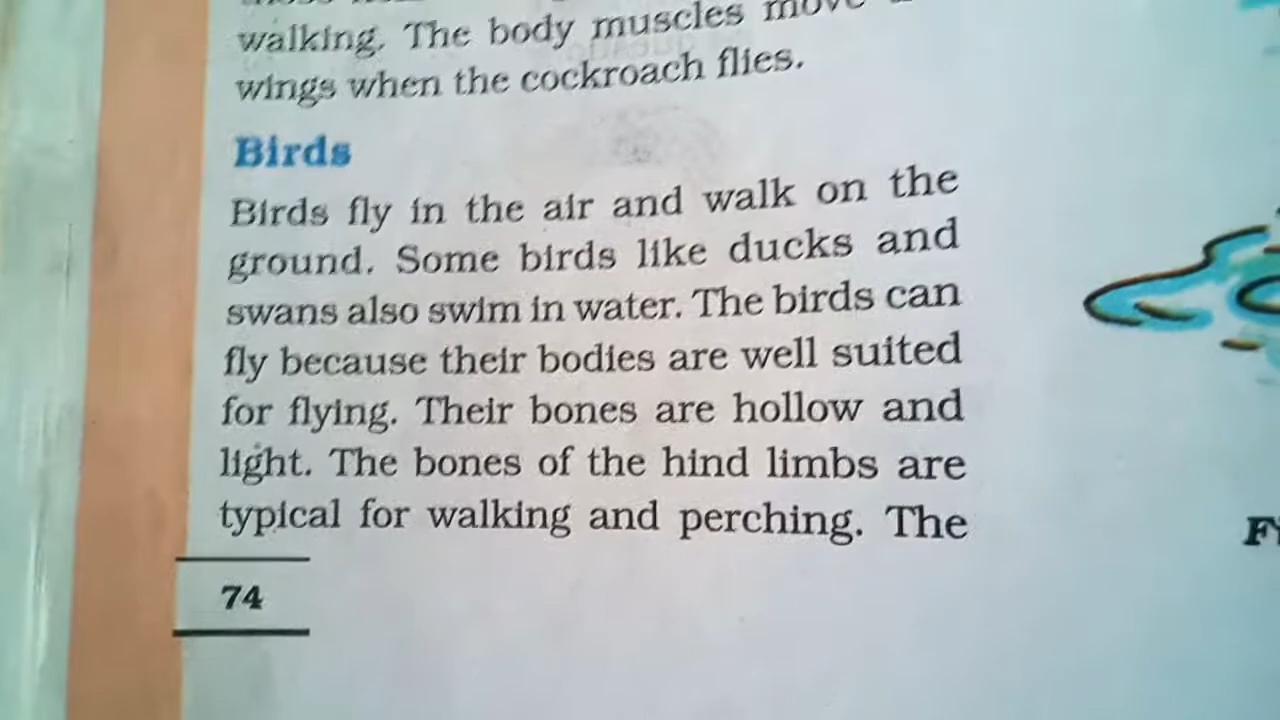 walking. The body muscles move
wings when the cockroach flies.
Birds
Birds fly in the air and walk on the
ground. Some birds like ducks and
swans also swim in water. The birds can
fly because their bodies are well suited
for flying. Their bones are hollow and
light. The bones of the hind limbs are
typical for walking and perching. The
74